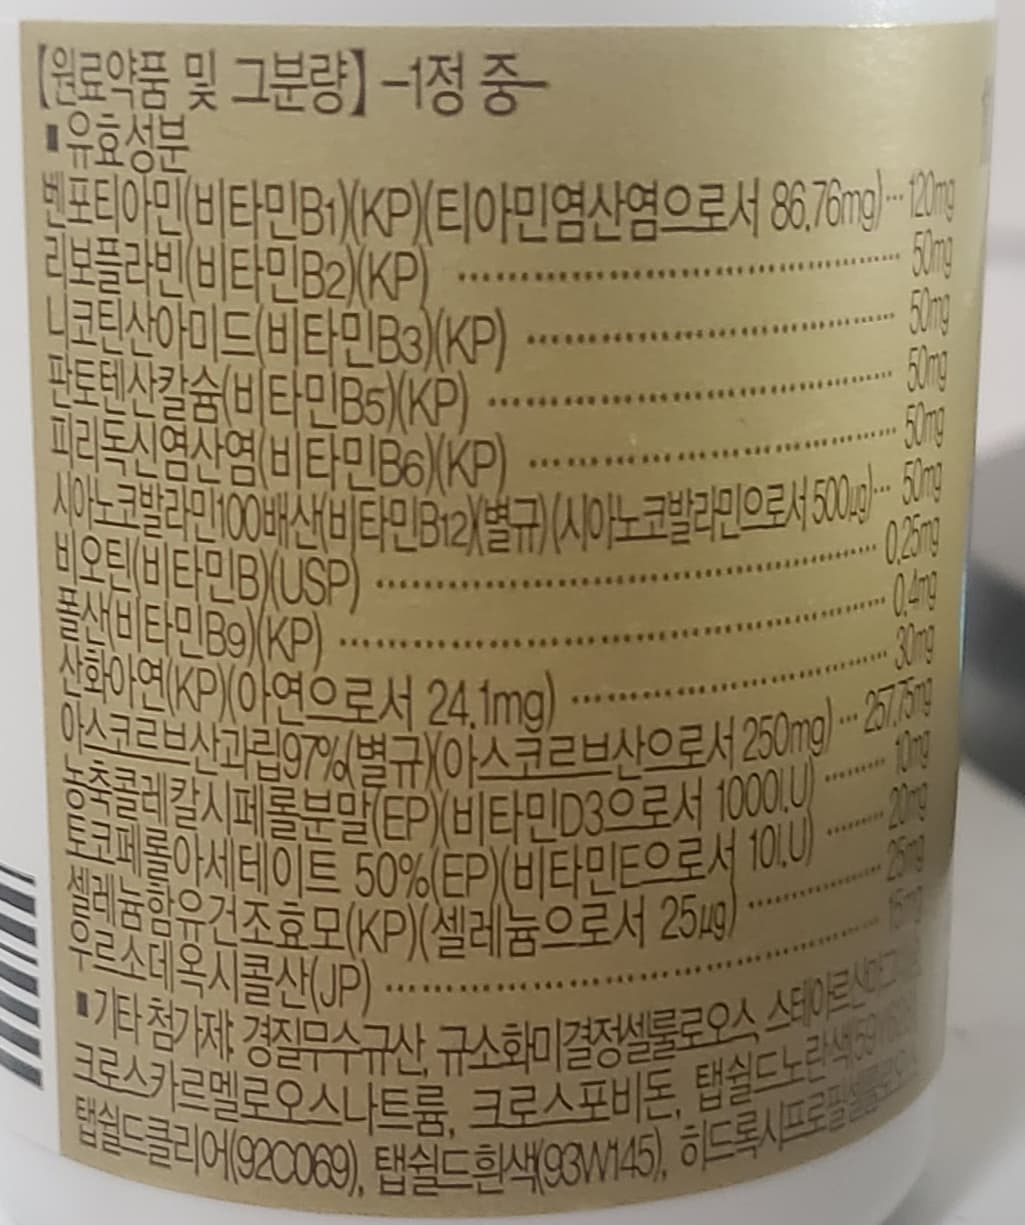 【원료약품 및 그분량】 -1정 중-
▪유효성분
벤포티아민(비타민B1)(KP)(티아민염산염으로서 86.76mg)… 120mg
리보플라빈(비타민B2)(KP) …………… 50mg
니코틴산아미드(비타민B3)(KP) …………… 50mg
판토텐산칼슘(비타민B5)(KP) …………… 50mg
피리독신염산염(비타민B6)(KP) …………… 50mg
시아노코발라민100배산(비타민B12)(별규)(시아노코발라민으로서 500μg)… 50mg
비오틴(비타민B)(USP) …………… 0.25mg
폴산(비타민B9)(KP) …………… 0.4mg
산화아연(KP)(아연으로서 24.1mg) …………… 30mg
아스코르브산과립97%(별규)(아스코르브산으로서 250mg) … 257.75mg
농축콜레칼시페롤분말(EP)(비타민D3으로서 1000I.U) ……… 10mg
토코페롤아세테이트 50%(EP)(비타민E으로서 10I.U) ……… 20mg
셀레늄함유건조효모(KP)(셀레늄으로서 25μg) …………… 25mg
우르소데옥시콜산(JP) …………… 15mg
▪기타 첨가제: 경질무수규산, 규소화미결정셀룰로오스, 스테아르산마그네슘,
크로스카르멜로오스나트륨, 크로스포비돈, 탭쉴드노란색
탭쉴드클리어(92C069), 탭쉴드흰색(93W145), 히드록시프로필셀룰로오스